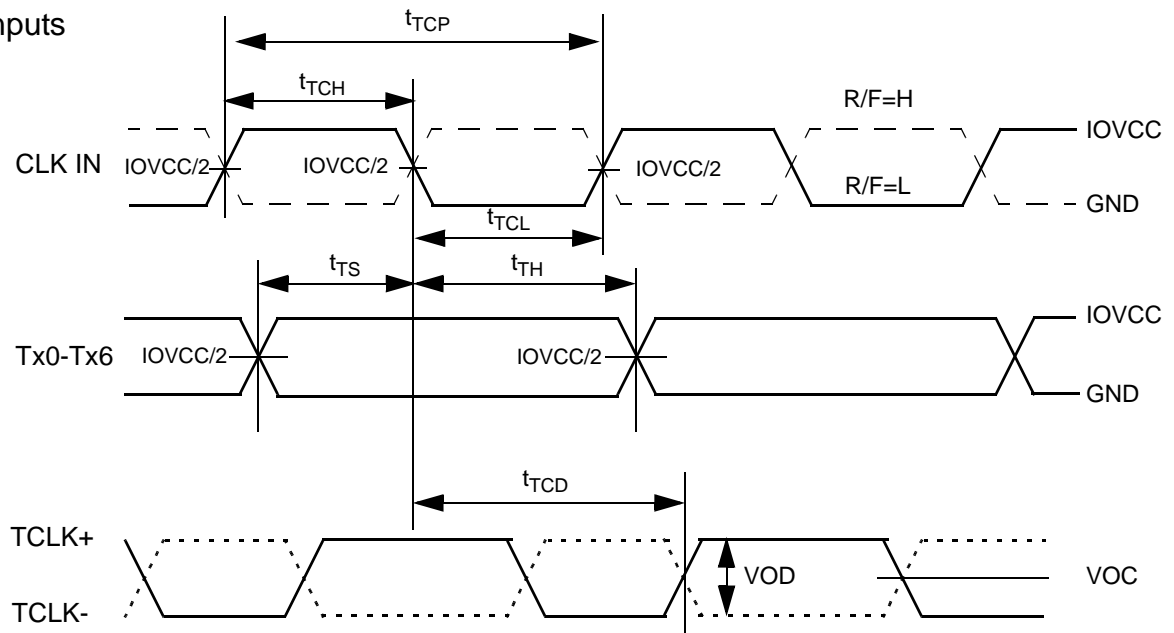 nputs
tTCP
tTCH
R/F=H
IOVCC
CLK IN
IOVCC/2
IOVCC/2
IOVCC/2
R/F=L
GND
tTCL
tTS
tTH
IOVCC
Tx0-Tx6
IOVCC/2
IOVCC/2
GND
tTCD
TCLK+
VOD
VOC
TCLK-